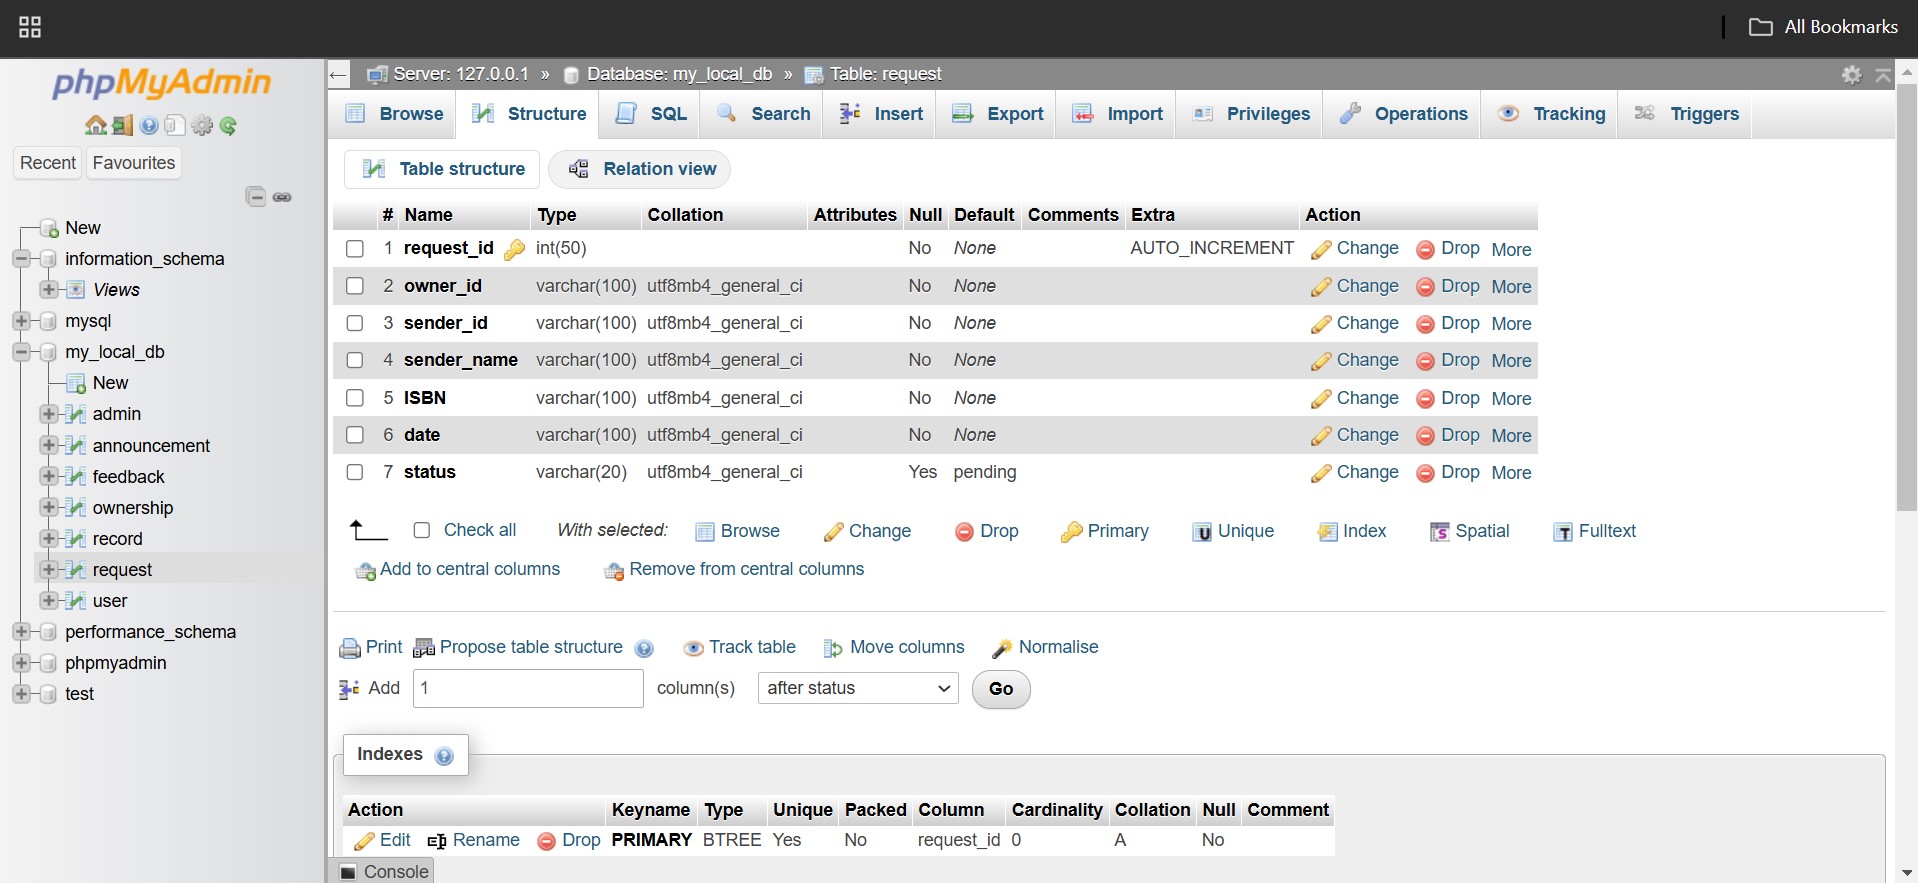 All Bookmarks
phpMyAdmin
Recent Favourites
New
information_schema
Views
mysql
my_local_db
New
admin
announcement
feedback
ownership
record
request
user
performance_schema
phpmyadmin
test
Server: 127.0.0.1 » Database: my_local_db » Table: request
Browse Structure SQL Search Insert Export Import Privileges Operations Tracking Triggers
Table structure Relation view
# Name Type Collation Attributes Null Default Comments Extra Action
1 request_id int(50) No None AUTO_INCREMENT Change Drop More
2 owner_id varchar(100) utf8mb4_general_ci No None Change Drop More
3 sender_id varchar(100) utf8mb4_general_ci No None Change Drop More
4 sender_name varchar(100) utf8mb4_general_ci No None Change Drop More
5 ISBN varchar(100) utf8mb4_general_ci No None Change Drop More
6 date varchar(100) utf8mb4_general_ci No None Change Drop More
7 status varchar(20) utf8mb4_general_ci Yes pending Change Drop More
Check all With selected: Browse Change Drop Primary Unique Index Spatial Fulltext
Add to central columns Remove from central columns
Print Propose table structure Track table Move columns Normalise
Add 1 column(s) after status Go
Indexes
Action Keyname Type Unique Packed Column Cardinality Collation Null Comment
Edit Rename Drop PRIMARY BTREE Yes No request_id 0 A No
Console